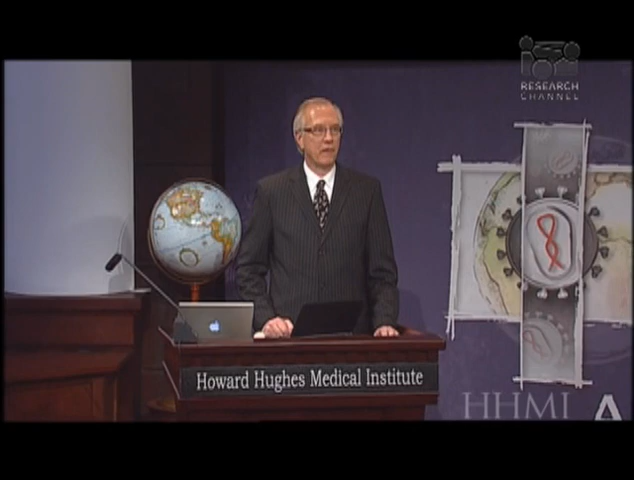 RESEARCH
CHANNEL
Howard Hughes Medical Institute
HHMI
A